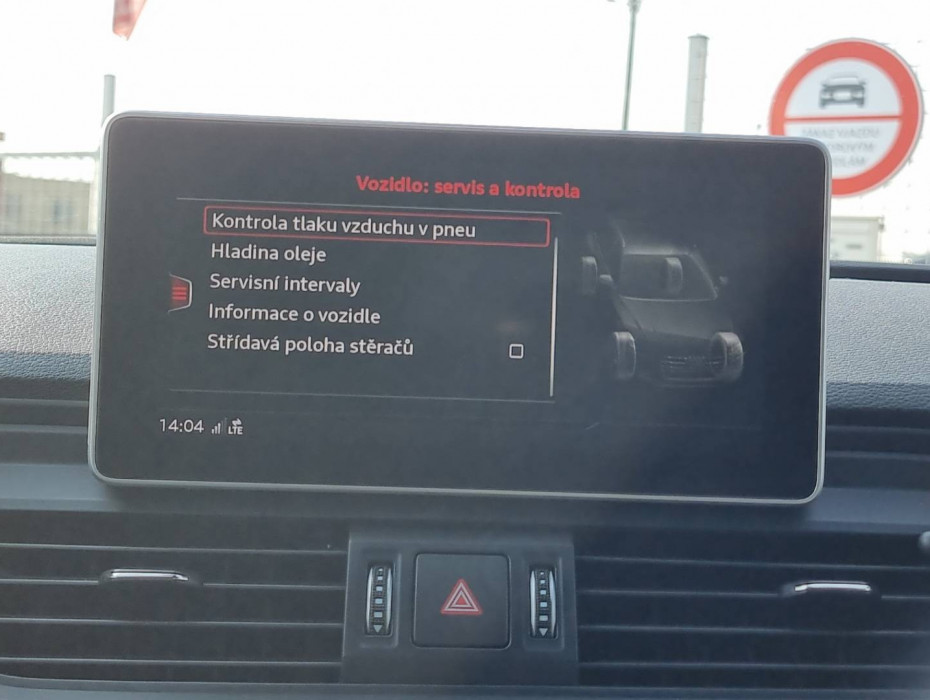 Vozidlo: servis a kontrola
Kontrola tlaku vzduchu v pneu
Hladina oleje
Servisní intervaly
Informace o vozidle
Střídavá poloha stěračů
14:04 LTE